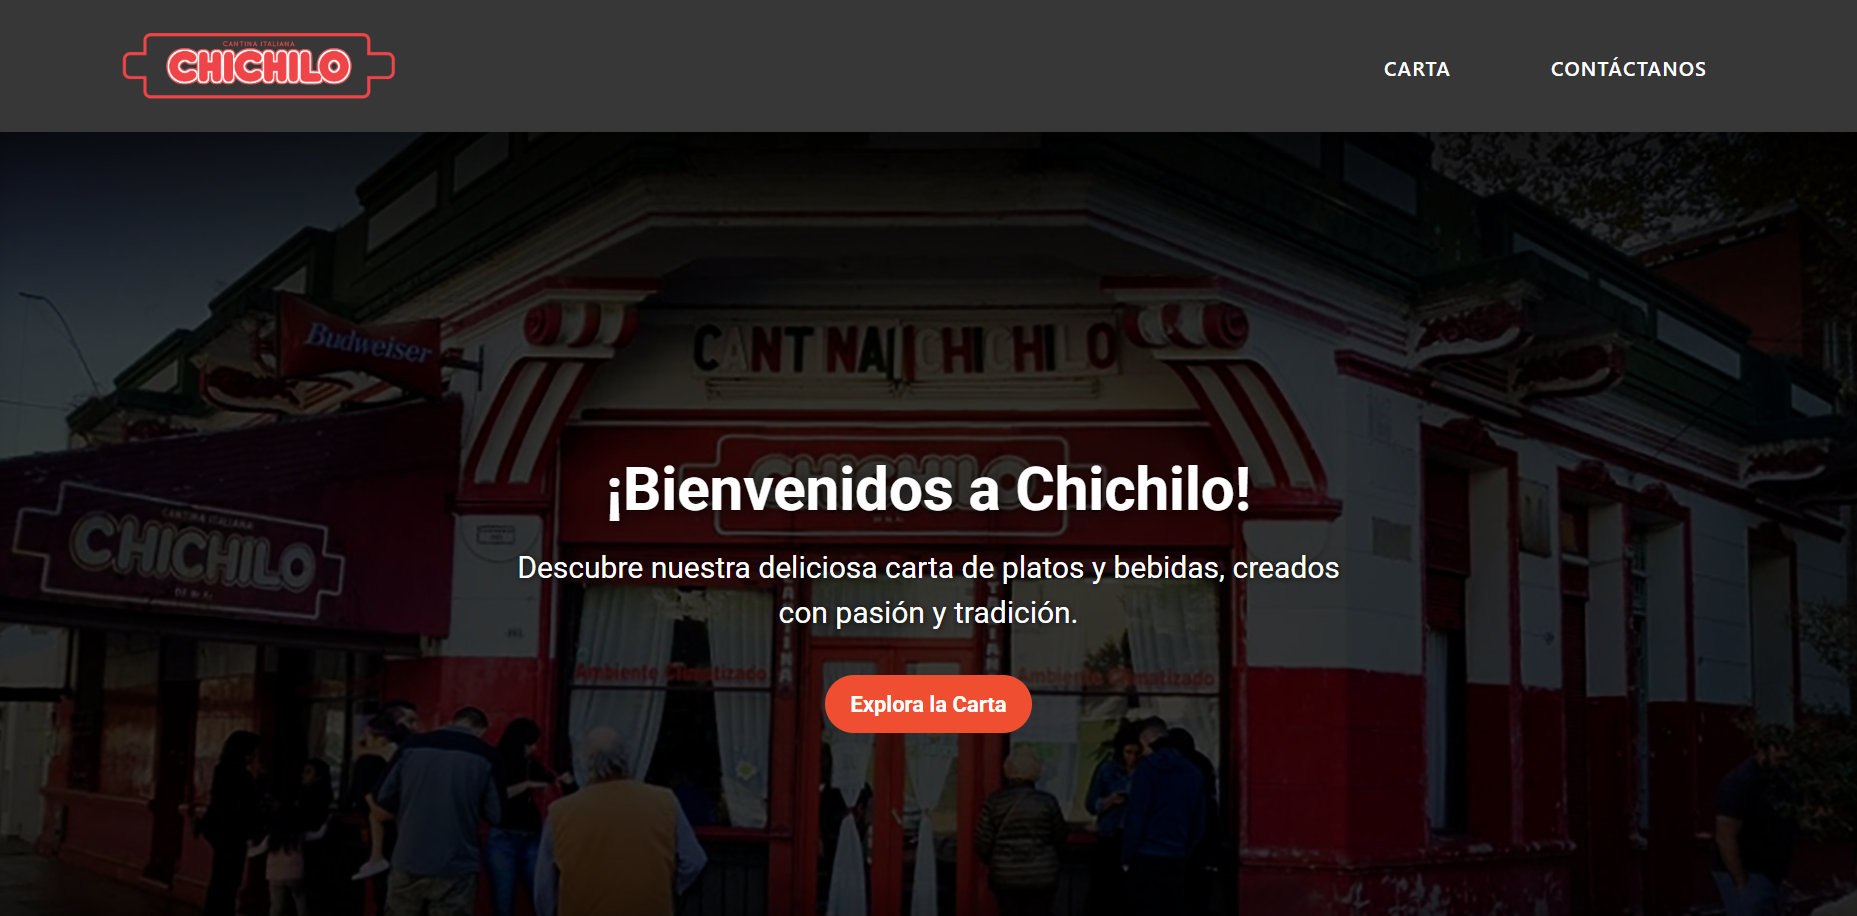 CANTINA ITALIANA
CHICHILO
CARTA
CONTÁCTANOS
Budweiser
CANT NA CHICHILO
CHICHILO
¡Bienvenidos a Chichilo!
CANTINA ITALIANA
CHICHILO
Descubre nuestra deliciosa carta de platos y bebidas, creados
con pasión y tradición.
Ambiente Climatizado
Ambiente Climatizado
Explora la Carta